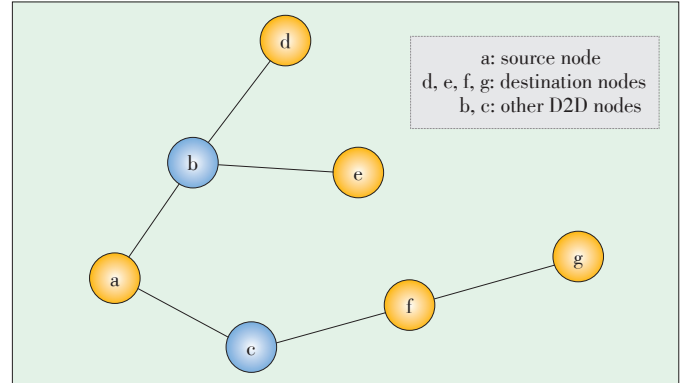 d
a: source node
d, e, f, g: destination nodes
b, c: other D2D nodes
b
e
g
a
f
c